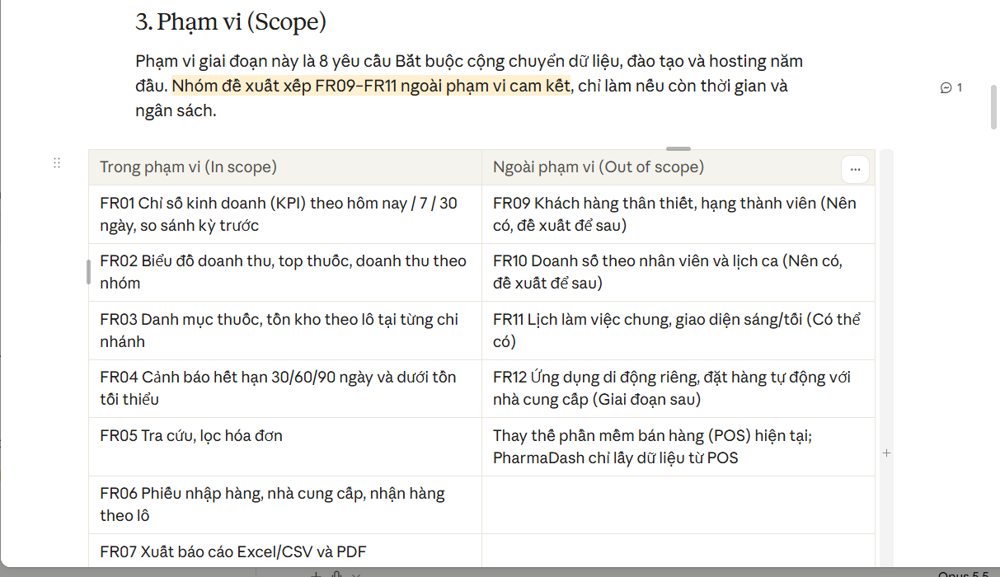 3. Phạm vi (Scope)
Phạm vi giai đoạn này là 8 yêu cầu Bắt buộc cộng chuyển dữ liệu, đào tạo và hosting năm
đầu. Nhóm đề xuất xếp FR09–FR11 ngoài phạm vi cam kết, chỉ làm nếu còn thời gian và
ngân sách.
1
Trong phạm vi (In scope)
Ngoài phạm vi (Out of scope)
FR01 Chỉ số kinh doanh (KPI) theo hôm nay / 7 / 30
ngày, so sánh kỳ trước
FR09 Khách hàng thân thiết, hạng thành viên (Nên
có, đề xuất để sau)
FR02 Biểu đồ doanh thu, top thuốc, doanh thu theo
nhóm
FR10 Doanh số theo nhân viên và lịch ca (Nên có,
đề xuất để sau)
FR03 Danh mục thuốc, tồn kho theo lô tại từng chi
nhánh
FR11 Lịch làm việc chung, giao diện sáng/tối (Có thể
có)
FR04 Cảnh báo hết hạn 30/60/90 ngày và dưới tồn
tối thiểu
FR12 Ứng dụng di động riêng, đặt hàng tự động với
nhà cung cấp (Giai đoạn sau)
FR05 Tra cứu, lọc hóa đơn
Thay thế phần mềm bán hàng (POS) hiện tại;
PharmaDash chỉ lấy dữ liệu từ POS
FR06 Phiếu nhập hàng, nhà cung cấp, nhận hàng
theo lô
FR07 Xuất báo cáo Excel/CSV và PDF